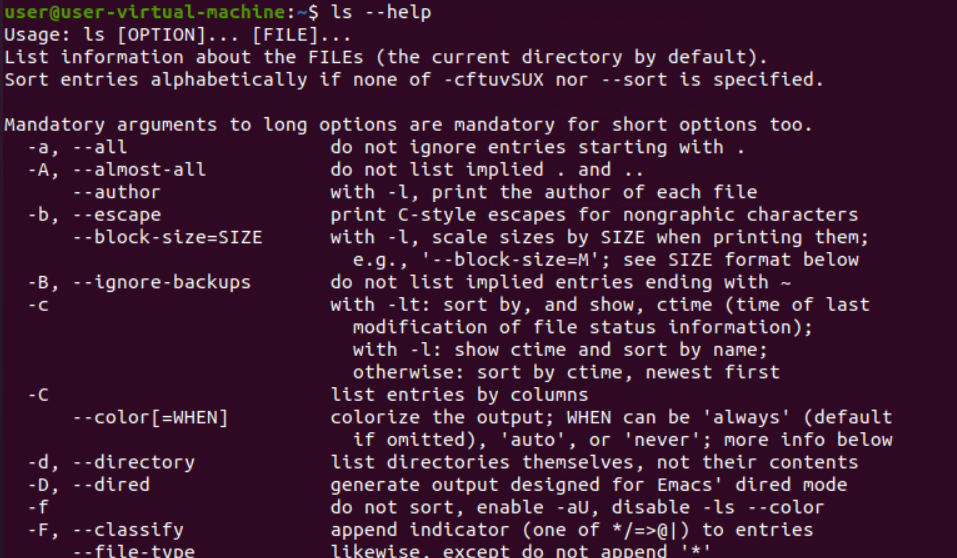 user@user-virtual-machine:~$ ls --help
Usage: ls [OPTION]... [FILE]...
List information about the FILEs (the current directory by default).
Sort entries alphabetically if none of -cftuvSUX nor --sort is specified.

Mandatory arguments to long options are mandatory for short options too.
  -a, --all                  do not ignore entries starting with .
  -A, --almost-all           do not list implied . and ..
      --author               with -l, print the author of each file
  -b, --escape               print C-style escapes for nongraphic characters
      --block-size=SIZE      with -l, scale sizes by SIZE when printing them;
                               e.g., '--block-size=M'; see SIZE format below
  -B, --ignore-backups       do not list implied entries ending with ~
  -c                         with -lt: sort by, and show, ctime (time of last
                               modification of file status information);
                               with -l: show ctime and sort by name;
                               otherwise: sort by ctime, newest first
  -C                         list entries by columns
      --color[=WHEN]         colorize the output; WHEN can be 'always' (default
                               if omitted), 'auto', or 'never'; more info below
  -d, --directory            list directories themselves, not their contents
  -D, --dired                generate output designed for Emacs' dired mode
  -f                         do not sort, enable -aU, disable -ls --color
  -F, --classify             append indicator (one of */=>@|) to entries
      --file-type            likewise, except do not append '*'